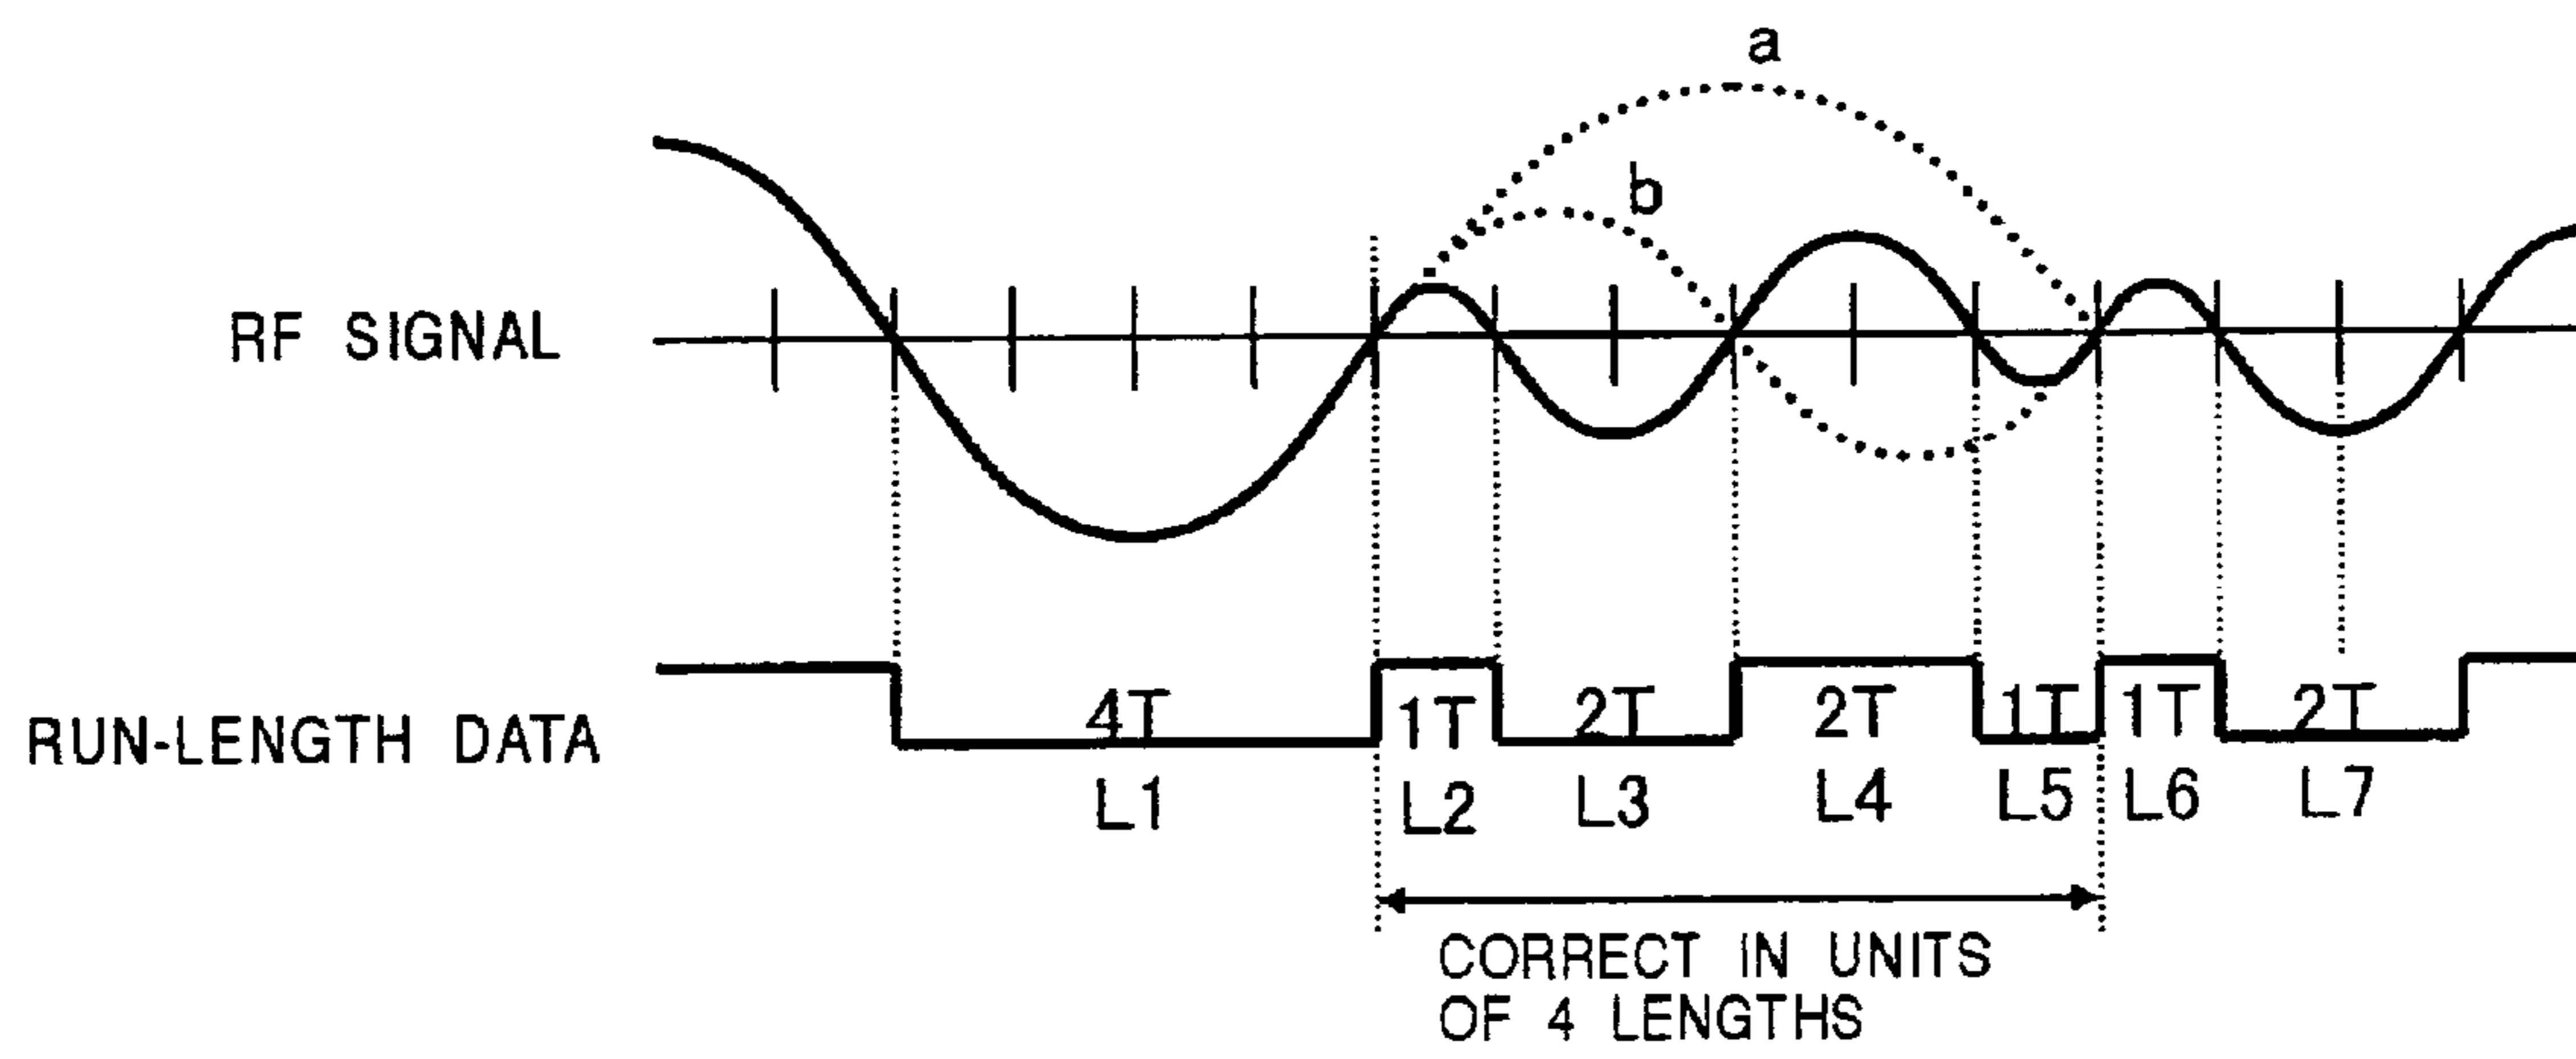 a
b
RF SIGNAL
RUN-LENGTH DATA
4T 1T 2T 2T 1T 1T 2T
L1 L2 L3 L4 L5 L6 L7
CORRECT IN UNITS
OF 4 LENGTHS